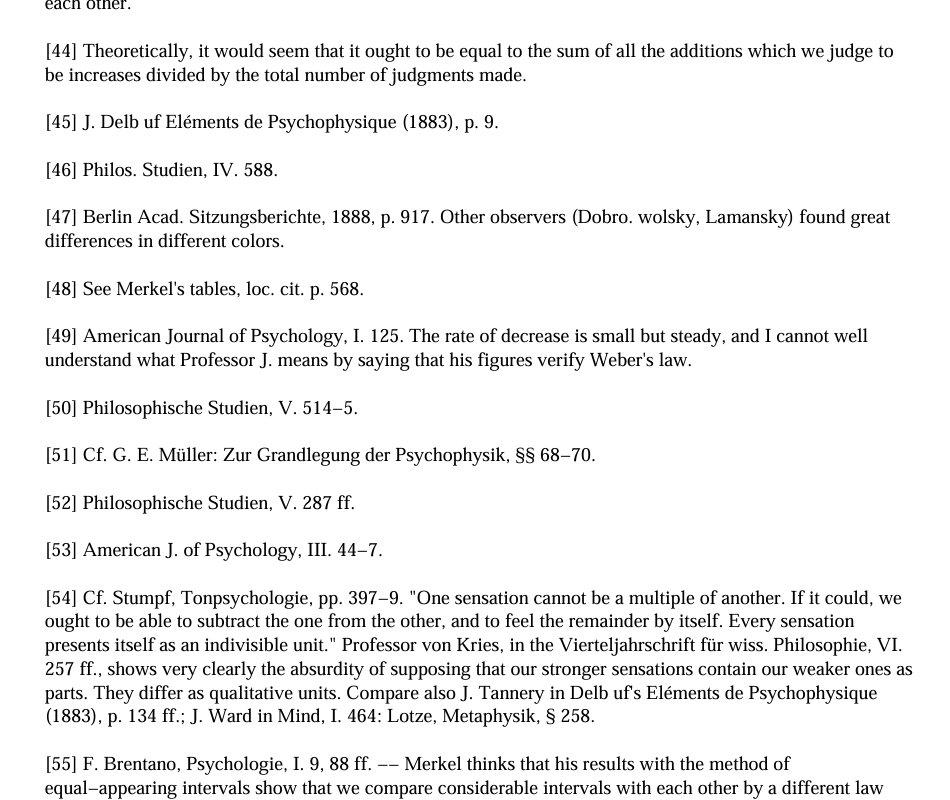 each other.
[44] Theoretically, it would seem that it ought to be equal to the sum of all the additions which we judge to
be increases divided by the total number of judgments made.
[45] J. Delb uf Eléments de Psychophysique (1883), p. 9.
[46] Philos. Studien, IV. 588.
[47] Berlin Acad. Sitzungsberichte, 1888, p. 917. Other observers (Dobro. wolsky, Lamansky) found great
differences in different colors.
[48] See Merkel's tables, loc. cit. p. 568.
[49] American Journal of Psychology, I. 125. The rate of decrease is small but steady, and I cannot well
understand what Professor J. means by saying that his figures verify Weber's law.
[50] Philosophische Studien, V. 514–5.
[51] Cf. G. E. Müller: Zur Grandlegung der Psychophysik, §§ 68–70.
[52] Philosophische Studien, V. 287 ff.
[53] American J. of Psychology, III. 44–7.
[54] Cf. Stumpf, Tonpsychologie, pp. 397–9. "One sensation cannot be a multiple of another. If it could, we
ought to be able to subtract the one from the other, and to feel the remainder by itself. Every sensation
presents itself as an indivisible unit." Professor von Kries, in the Vierteljahrschrift für wiss. Philosophie, VI.
257 ff., shows very clearly the absurdity of supposing that our stronger sensations contain our weaker ones as
parts. They differ as qualitative units. Compare also J. Tannery in Delb uf's Eléments de Psychophysique
(1883), p. 134 ff.; J. Ward in Mind, I. 464: Lotze, Metaphysik, § 258.
[55] F. Brentano, Psychologie, I. 9, 88 ff. –– Merkel thinks that his results with the method of
equal–appearing intervals show that we compare considerable intervals with each other by a different law